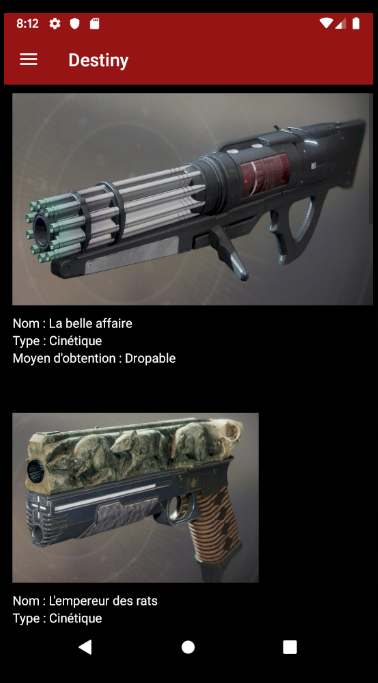 8:12
Destiny
Nom : La belle affaire
Type : Cinétique
Moyen d'obtention : Dropable
Nom : L'empereur des rats
Type : Cinétique